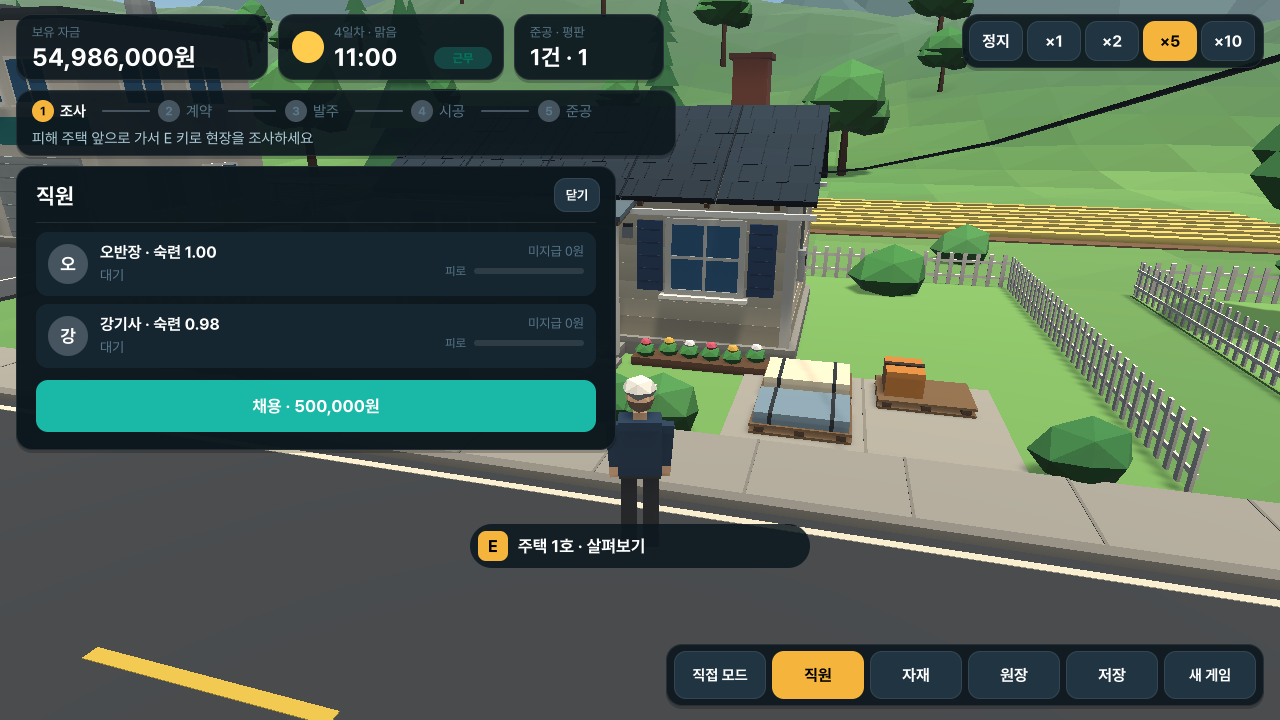 보유 자금
54,986,000원
4일차 · 맑음
11:00
근무
준공 · 평판
1건 · 1
정지
×1
×2
×5
×10
1 조사
2 계약
3 발주
4 시공
5 준공
피해 주택 앞으로 가서 E 키로 현장을 조사하세요
직원
닫기
오
오반장 · 숙련 1.00
대기
미지급 0원
피로
강
강기사 · 숙련 0.98
대기
미지급 0원
피로
채용 · 500,000원
E 주택 1호 · 살펴보기
직접 모드
직원
자재
원장
저장
새 게임